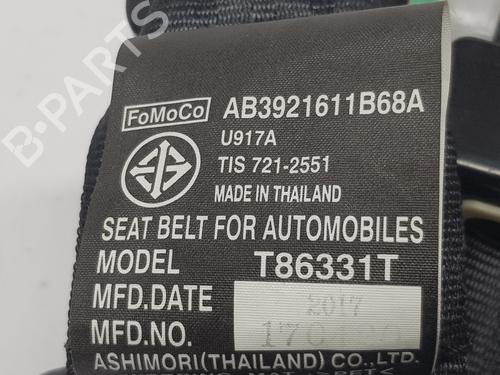 B-PARTS
FoMoCo AB3921611B68A
U917A
TIS 721-2551
MADE IN THAILAND
SEAT BELT FOR AUTOMOBILES
MODEL T86331T
MFD.DATE 2017
MFD.NO.
ASHIMORI(THAILAND) CO.,LTD.